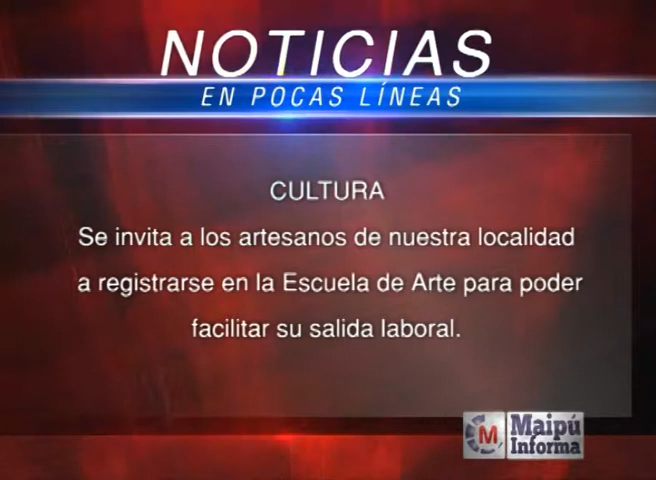 NOTICIAS
EN POCAS LÍNEAS
CULTURA
Se invita a los artesanos de nuestra localidad
a registrarse en la Escuela de Arte para poder
facilitar su salida laboral.
M
Maipú
Informa